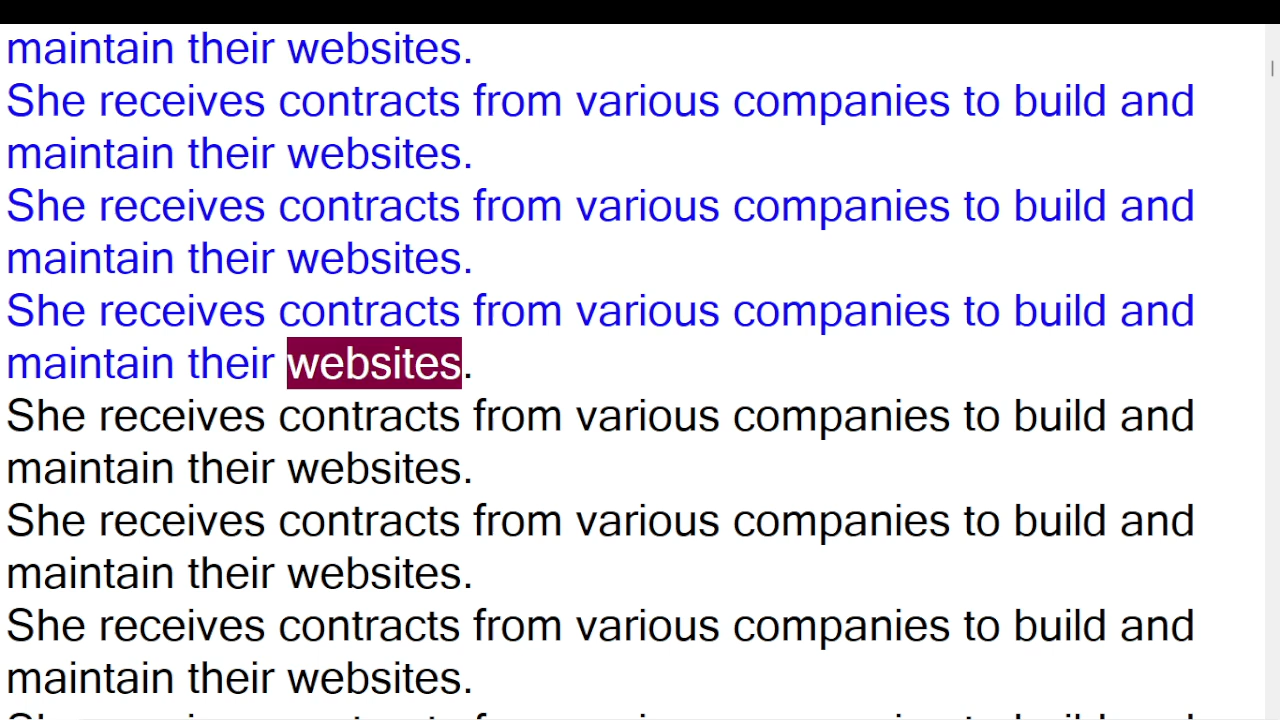 maintain their websites.
She receives contracts from various companies to build and
maintain their websites.
She receives contracts from various companies to build and
maintain their websites.
She receives contracts from various companies to build and
maintain their websites.
She receives contracts from various companies to build and
maintain their websites.
She receives contracts from various companies to build and
maintain their websites.
She receives contracts from various companies to build and
maintain their websites.